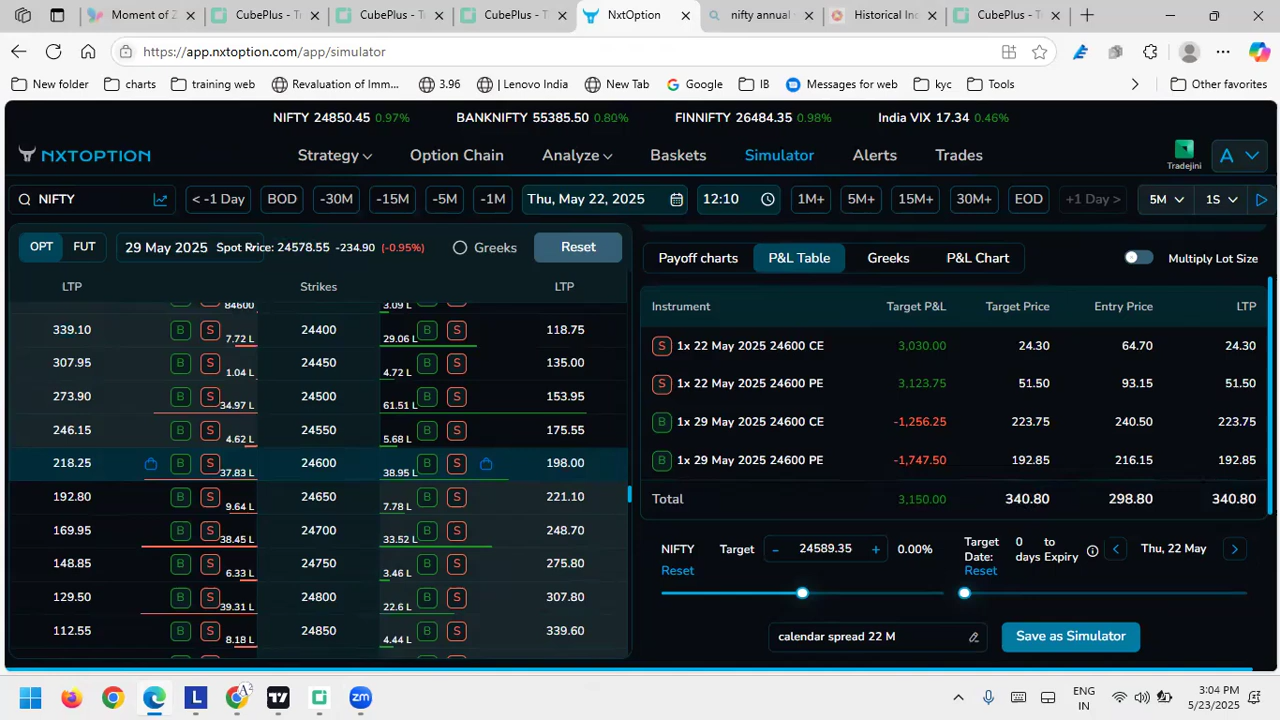 Moment of Z
CubePlus - Tr
CubePlus - Tr
CubePlus - Tr
NxtOption
nifty annual
Historical Inc
CubePlus - Tr
https://app.nxtoption.com/app/simulator
New folder
charts
training web
Revaluation of Imm...
3.96
| Lenovo India
New Tab
Google
IB
Messages for web
kyc
Tools
Other favorites
NIFTY 24850.45 0.97%
BANKNIFTY 55385.50 0.80%
FINNIFTY 26484.35 0.98%
India VIX 17.34 0.46%
NXTOPTION
Strategy
Option Chain
Analyze
Baskets
Simulator
Alerts
Trades
Tradejini
A
NIFTY
< -1 Day
BOD
-30M
-15M
-5M
-1M
Thu, May 22, 2025
12:10
1M+
5M+
15M+
30M+
EOD
+1 Day >
5M
1S
OPT
FUT
29 May 2025
Spot Price: 24578.55 -234.90 (-0.95%)
Greeks
Reset
LTP Strikes LTP
84600 3.09 L
339.10 B S 7.72 L 24400 29.06 L B S 118.75
307.95 B S 1.04 L 24450 4.72 L B S 135.00
273.90 B S 34.97 L 24500 61.51 L B S 153.95
246.15 B S 4.62 L 24550 5.68 L B S 175.55
218.25 B S 37.83 L 24600 38.95 L B S 198.00
192.80 B S 9.64 L 24650 7.78 L B S 221.10
169.95 B S 38.45 L 24700 33.52 L B S 248.70
148.85 B S 6.33 L 24750 3.46 L B S 275.80
129.50 B S 39.31 L 24800 22.6 L B S 307.80
112.55 B S 8.18 L 24850 4.44 L B S 339.60
Payoff charts
P&L Table
Greeks
P&L Chart
Multiply Lot Size
Instrument Target P&L Target Price Entry Price LTP
S 1x 22 May 2025 24600 CE 3,030.00 24.30 64.70 24.30
S 1x 22 May 2025 24600 PE 3,123.75 51.50 93.15 51.50
B 1x 29 May 2025 24600 CE -1,256.25 223.75 240.50 223.75
B 1x 29 May 2025 24600 PE -1,747.50 192.85 216.15 192.85
Total 3,150.00 340.80 298.80 340.80
NIFTY Target - 24589.35 + 0.00%
Reset
Target Date: 0 days to Expiry
Thu, 22 May
Reset
calendar spread 22 M
Save as Simulator
ENG
IN
3:04 PM
5/23/2025